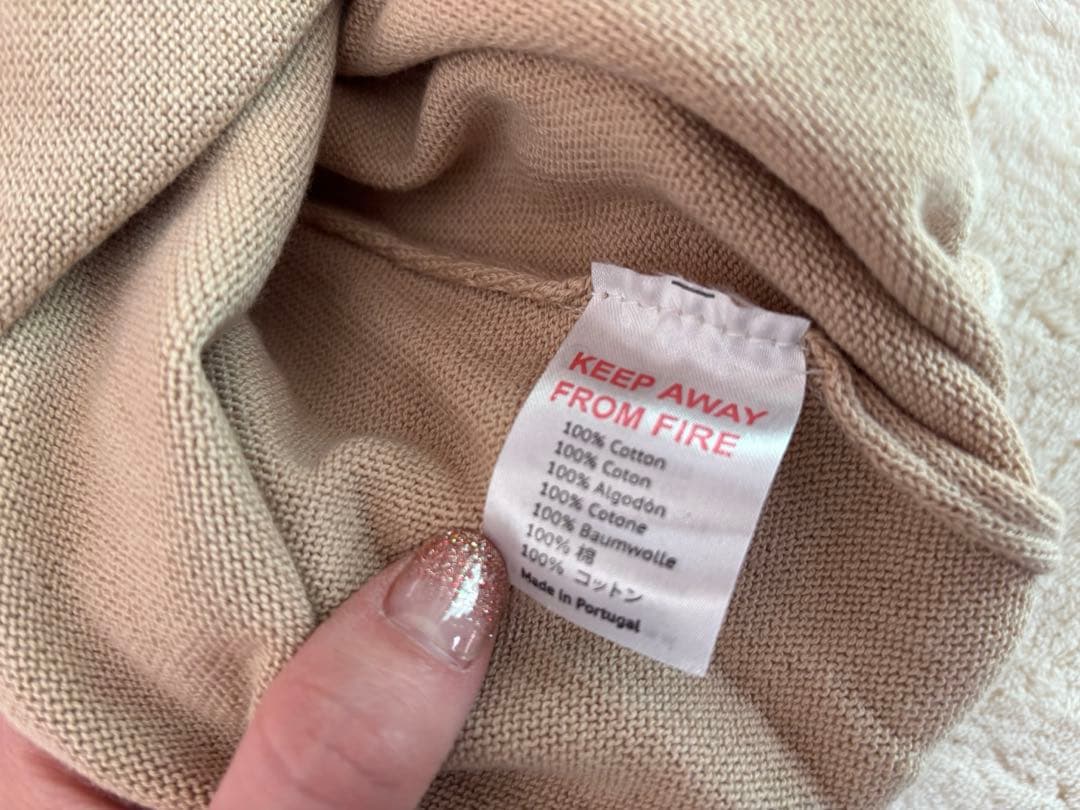 KEEP AWAY
FROM FIRE
100% Cotton
100% Coton
100% Algodón
100% Cotone
100% Baumwolle
100% 棉
100% コットン
Made in Portugal